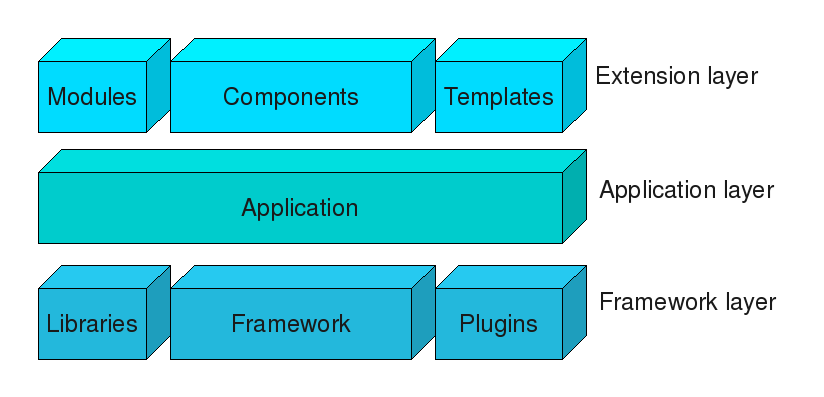 Modules
Components
Templates
Extension layer
Application
Application layer
Libraries
Framework
Plugins
Framework layer